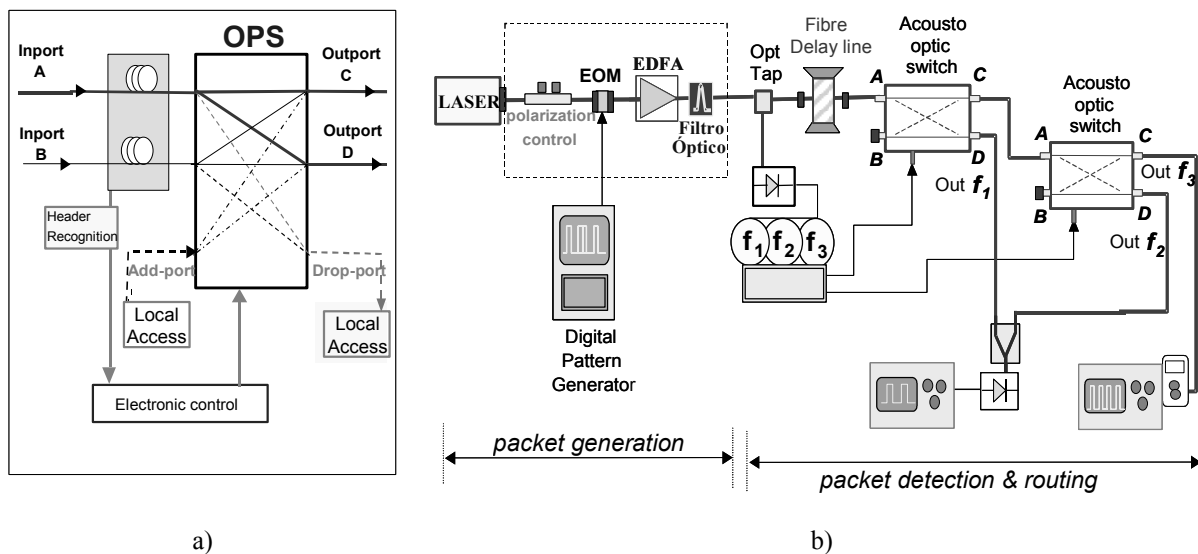 OPS
Inport
A
Outport
C
Inport
B
Outport
D
Header
Recognition
Add-port
Drop-port
Local
Access
Local
Access
Electronic control
a)
LASER
polarization
control
EOM
EDFA
Filtro
Óptico
Digital
Pattern
Generator
Opt
Tap
Fibre
Delay line
Acousto
optic
switch
A
C
B
D
Out f1
f1
f2
f3
Acousto
optic
switch
A
C
B
D
Out f3
Out f2
packet generation
packet detection & routing
b)